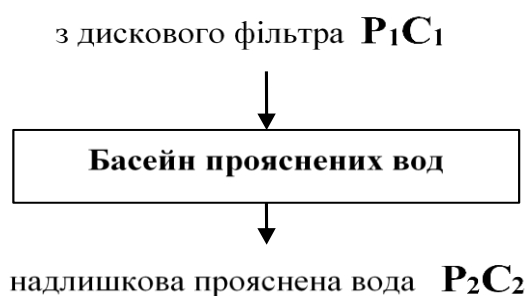 з дискового фільтра P₁C₁
Басейн прояснених вод
надлишкова прояснена вода P₂C₂